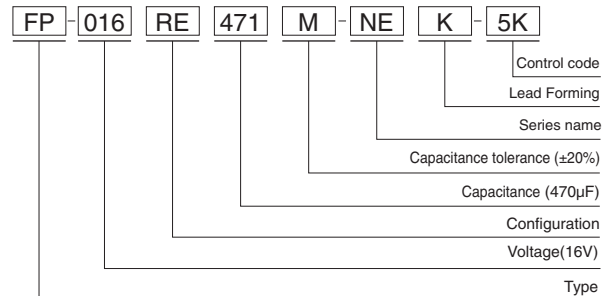 FP-016 RE 471 M-NE K-5K
Control code
Lead Forming
Series name
Capacitance tolerance (±20%)
Capacitance (470µF)
Configuration
Voltage(16V)
Type